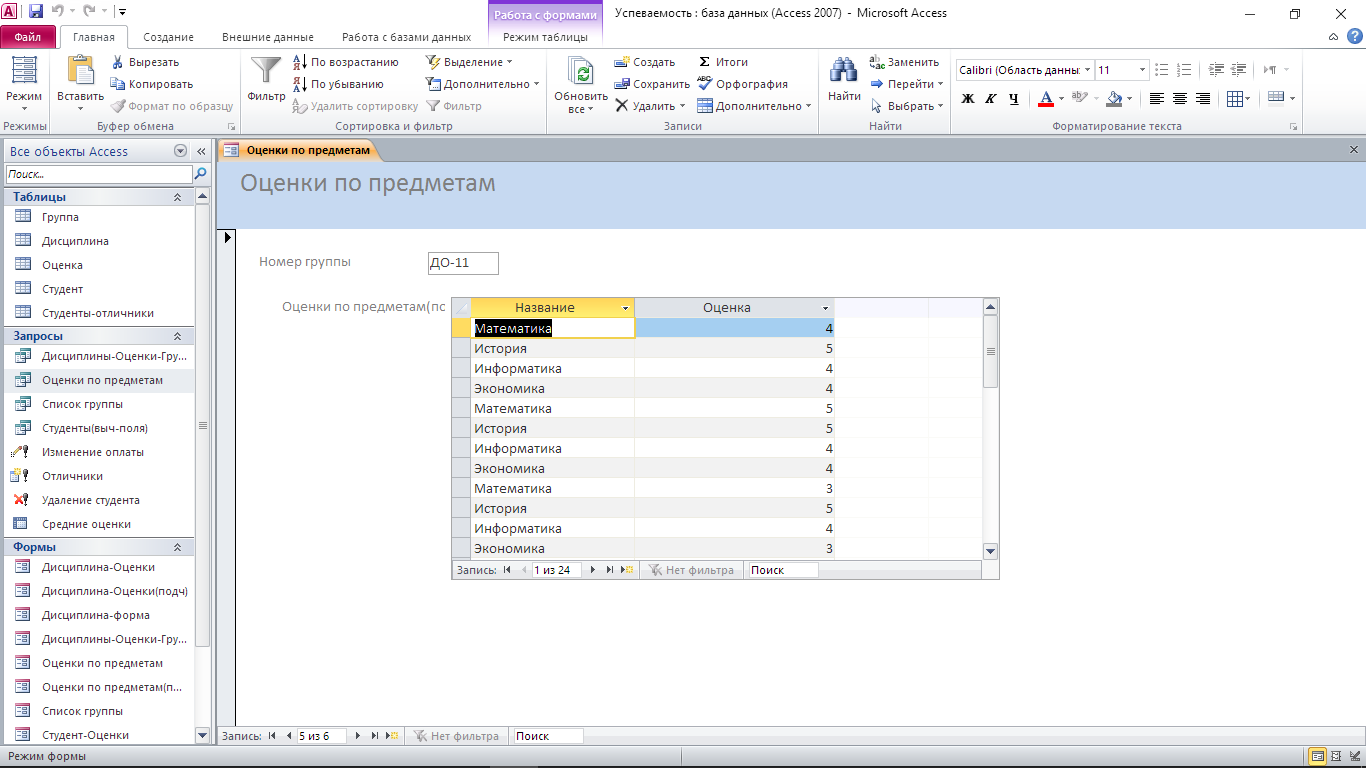 Работа с формами
Успеваемость : база данных (Access 2007) - Microsoft Access
Файл Главная Создание Внешние данные Работа с базами данных Режим таблицы
Режим
Режимы
Вставить
Вырезать
Копировать
Формат по образцу
Буфер обмена
Фильтр
По возрастанию
По убыванию
Удалить сортировку
Выделение
Дополнительно
Фильтр
Сортировка и фильтр
Обновить
все
Создать
Сохранить
Удалить
Итоги
Орфография
Дополнительно
Записи
Найти
Заменить
Перейти
Выбрать
Найти
Calibri (Область данны: 11
Ж К Ч
Форматирование текста
Все объекты Access
Поиск...
Таблицы
Группа
Дисциплина
Оценка
Студент
Студенты-отличники
Запросы
Дисциплины-Оценки-Гру...
Оценки по предметам
Список группы
Студенты(выч-поля)
Изменение оплаты
Отличники
Удаление студента
Средние оценки
Формы
Дисциплина-Оценки
Дисциплина-Оценки(подч)
Дисциплина-форма
Дисциплины-Оценки-Гру...
Оценки по предметам
Оценки по предметам(п...
Список группы
Студент-Оценки
Оценки по предметам
Оценки по предметам
Номер группы ДО-11
Оценки по предметам(по
Название Оценка
Математика 4
История 5
Информатика 4
Экономика 4
Математика 5
История 5
Информатика 4
Экономика 4
Математика 3
История 5
Информатика 4
Экономика 3
Запись: 1 из 24 Нет фильтра Поиск
Запись: 5 из 6 Нет фильтра Поиск
Режим формы